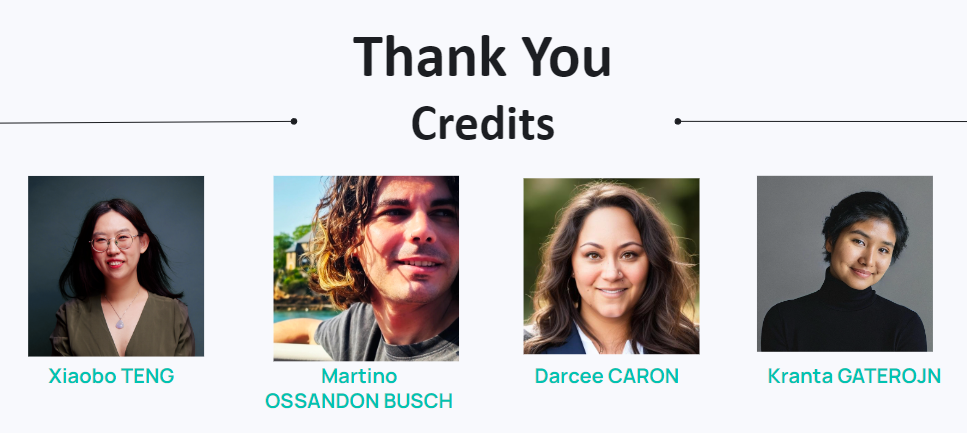 Thank You
Credits
Xiaobo TENG
Martino
OSSANDON BUSCH
Darcee CARON
Kranta GATEROJN